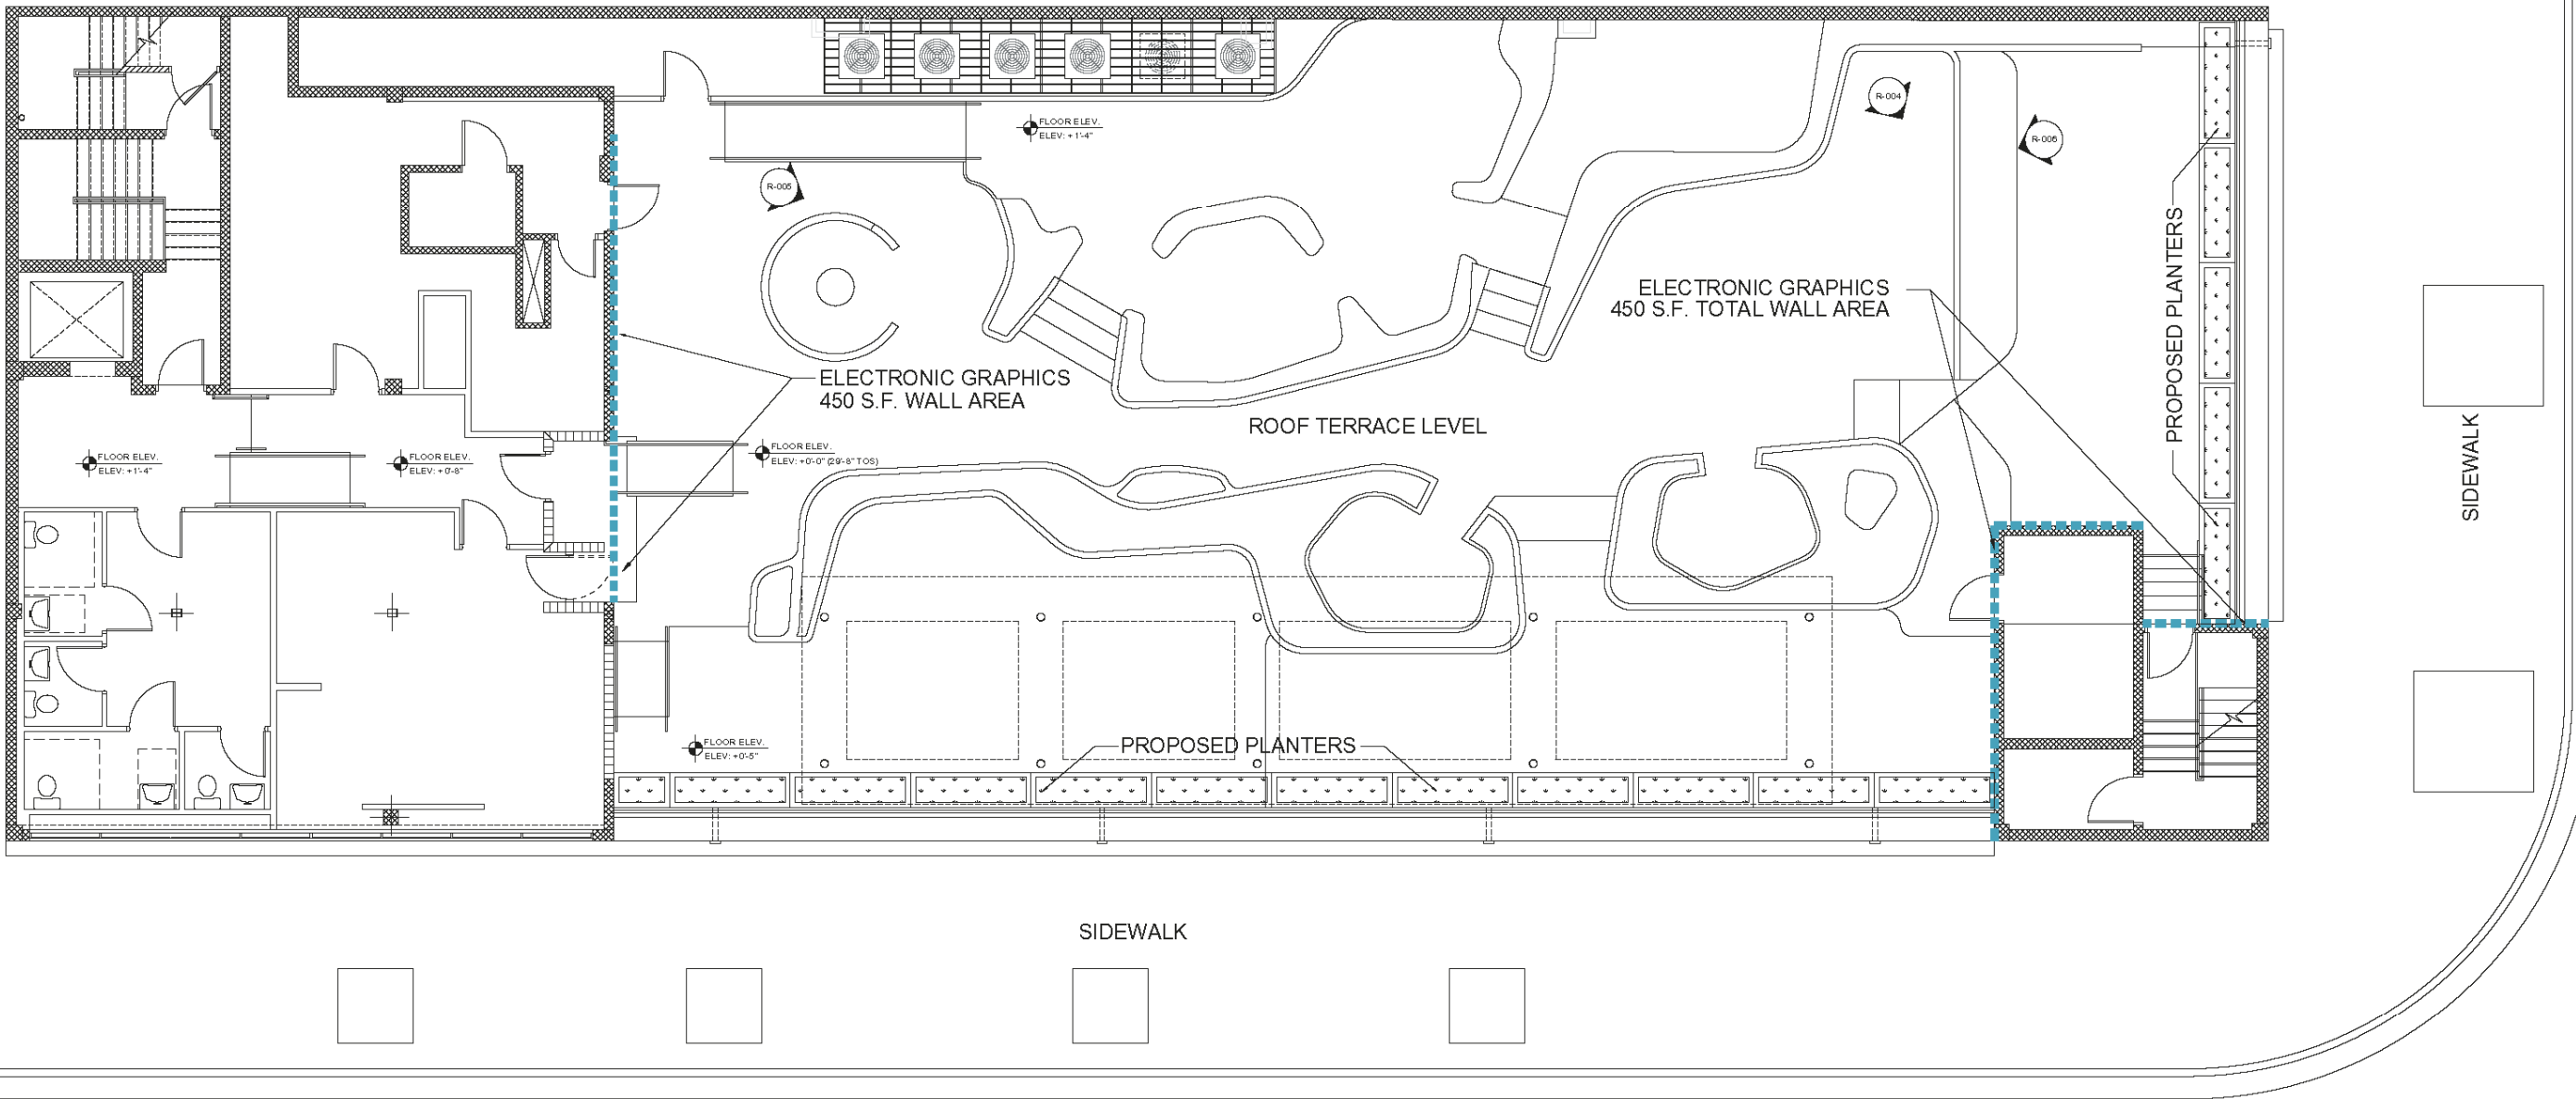 R-004
FLOOR ELEV.
ELEV: + 1'-4"
R-006
R-005
PROPOSED PLANTERS
ELECTRONIC GRAPHICS
450 S.F. TOTAL WALL AREA
ELECTRONIC GRAPHICS
450 S.F. WALL AREA
ROOF TERRACE LEVEL
SIDEWALK
FLOOR ELEV.
ELEV: +0'-0" (29'-8" TOS)
FLOOR ELEV.
ELEV: +1'-4"
FLOOR ELEV.
ELEV: +0'-8"
FLOOR ELEV.
ELEV: +0'-5"
PROPOSED PLANTERS
SIDEWALK